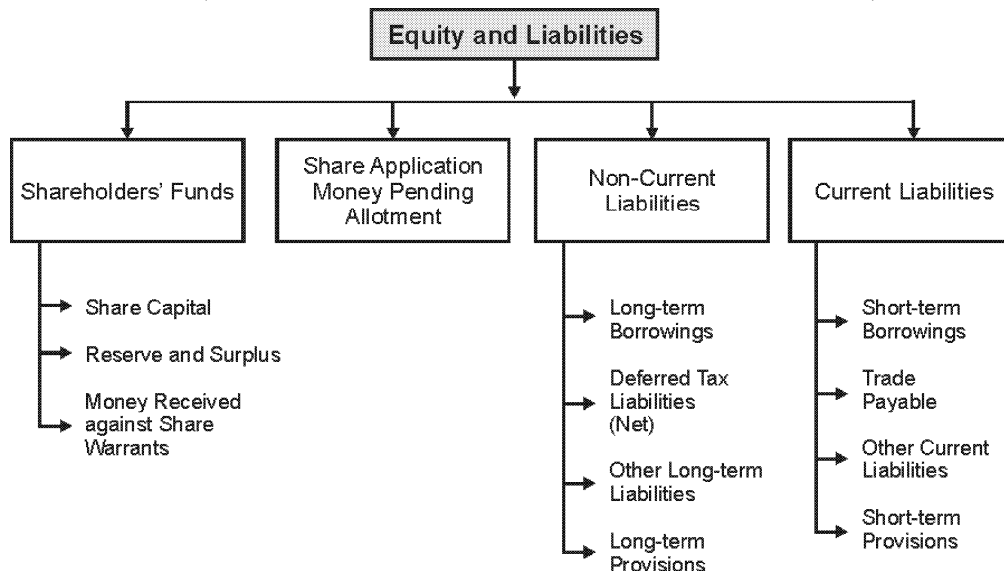 Equity and Liabilities
Shareholders' Funds
Share Application
Money Pending
Allotment
Non-Current
Liabilities
Current Liabilities
Share Capital
Reserve and Surplus
Money Received
against Share
Warrants
Long-term
Borrowings
Deferred Tax
Liabilities
(Net)
Other Long-term
Liabilities
Long-term
Provisions
Short-term
Borrowings
Trade
Payable
Other Current
Liabilities
Short-term
Provisions